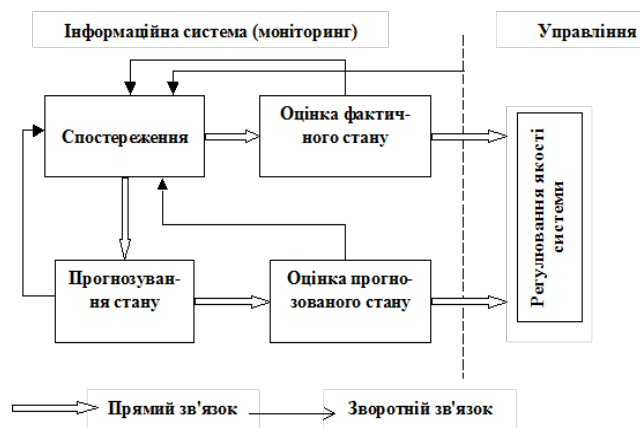 Інформаційна система (моніторинг)
Управління
Спостереження
Оцінка фактич-
ного стану
Регулювання якості
системи
Прогнозуван-
ня стану
Оцінка прогно-
зованого стану
Прямий зв'язок
Зворотній зв'язок